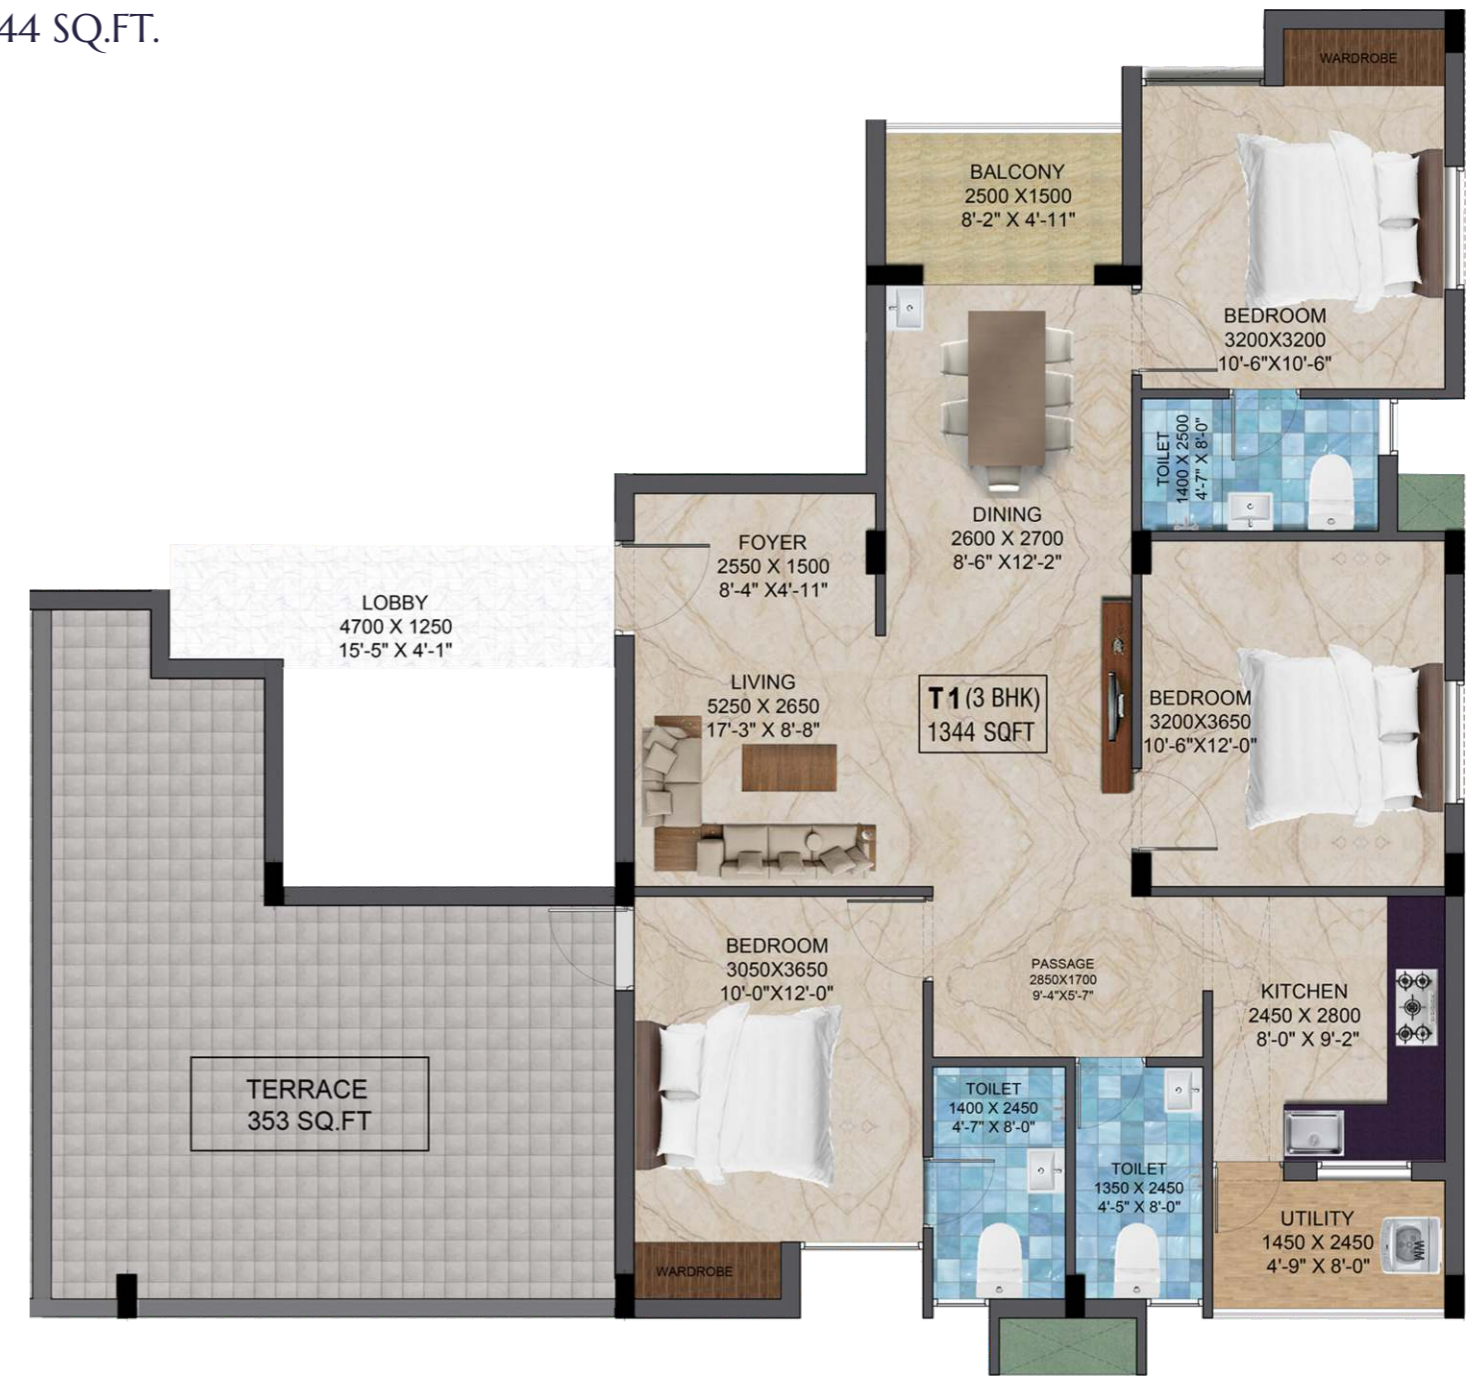 44 SQ.FT.
WARDROBE
BALCONY
2500 X1500
8'-2" X 4'-11"
BEDROOM
3200X3200
10'-6"X10'-6"
TOILET
1400 X 2500
4'-7" X 8'-0"
DINING
2600 X 2700
8'-6" X12'-2"
FOYER
2550 X 1500
8'-4" X4'-11"
LOBBY
4700 X 1250
15'-5" X 4'-1"
LIVING
5250 X 2650
17'-3" X 8'-8"
T1 (3 BHK)
1344 SQFT
BEDROOM
3200X3650
10'-6"X12'-0"
BEDROOM
3050X3650
10'-0"X12'-0"
PASSAGE
2850X1700
9'-4"X5'-7"
KITCHEN
2450 X 2800
8'-0" X 9'-2"
TERRACE
353 SQ.FT
TOILET
1400 X 2450
4'-7" X 8'-0"
TOILET
1350 X 2450
4'-5" X 8'-0"
UTILITY
1450 X 2450
4'-9" X 8'-0"
WM
WARDROBE